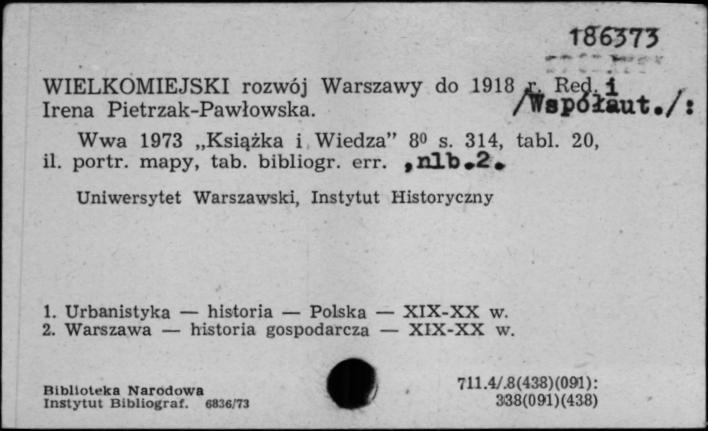 186373
WIELKOMIEJSKI rozwój Warszawy do 1918 r. Red. i
/Współaut./:
Irena Pietrzak-Pawłowska.
Wwa 1973 „Książka i Wiedza” 8⁰ s. 314, tabl. 20,
il. portr. mapy, tab. bibliogr. err. ,nlb.2.
Uniwersytet Warszawski, Instytut Historyczny
1. Urbanistyka — historia — Polska — XIX-XX w.
2. Warszawa — historia gospodarcza — XIX-XX w.
Biblioteka Narodowa
Instytut Bibliograf. 6836/73
711.4/.8(438)(091):
338(091)(438)